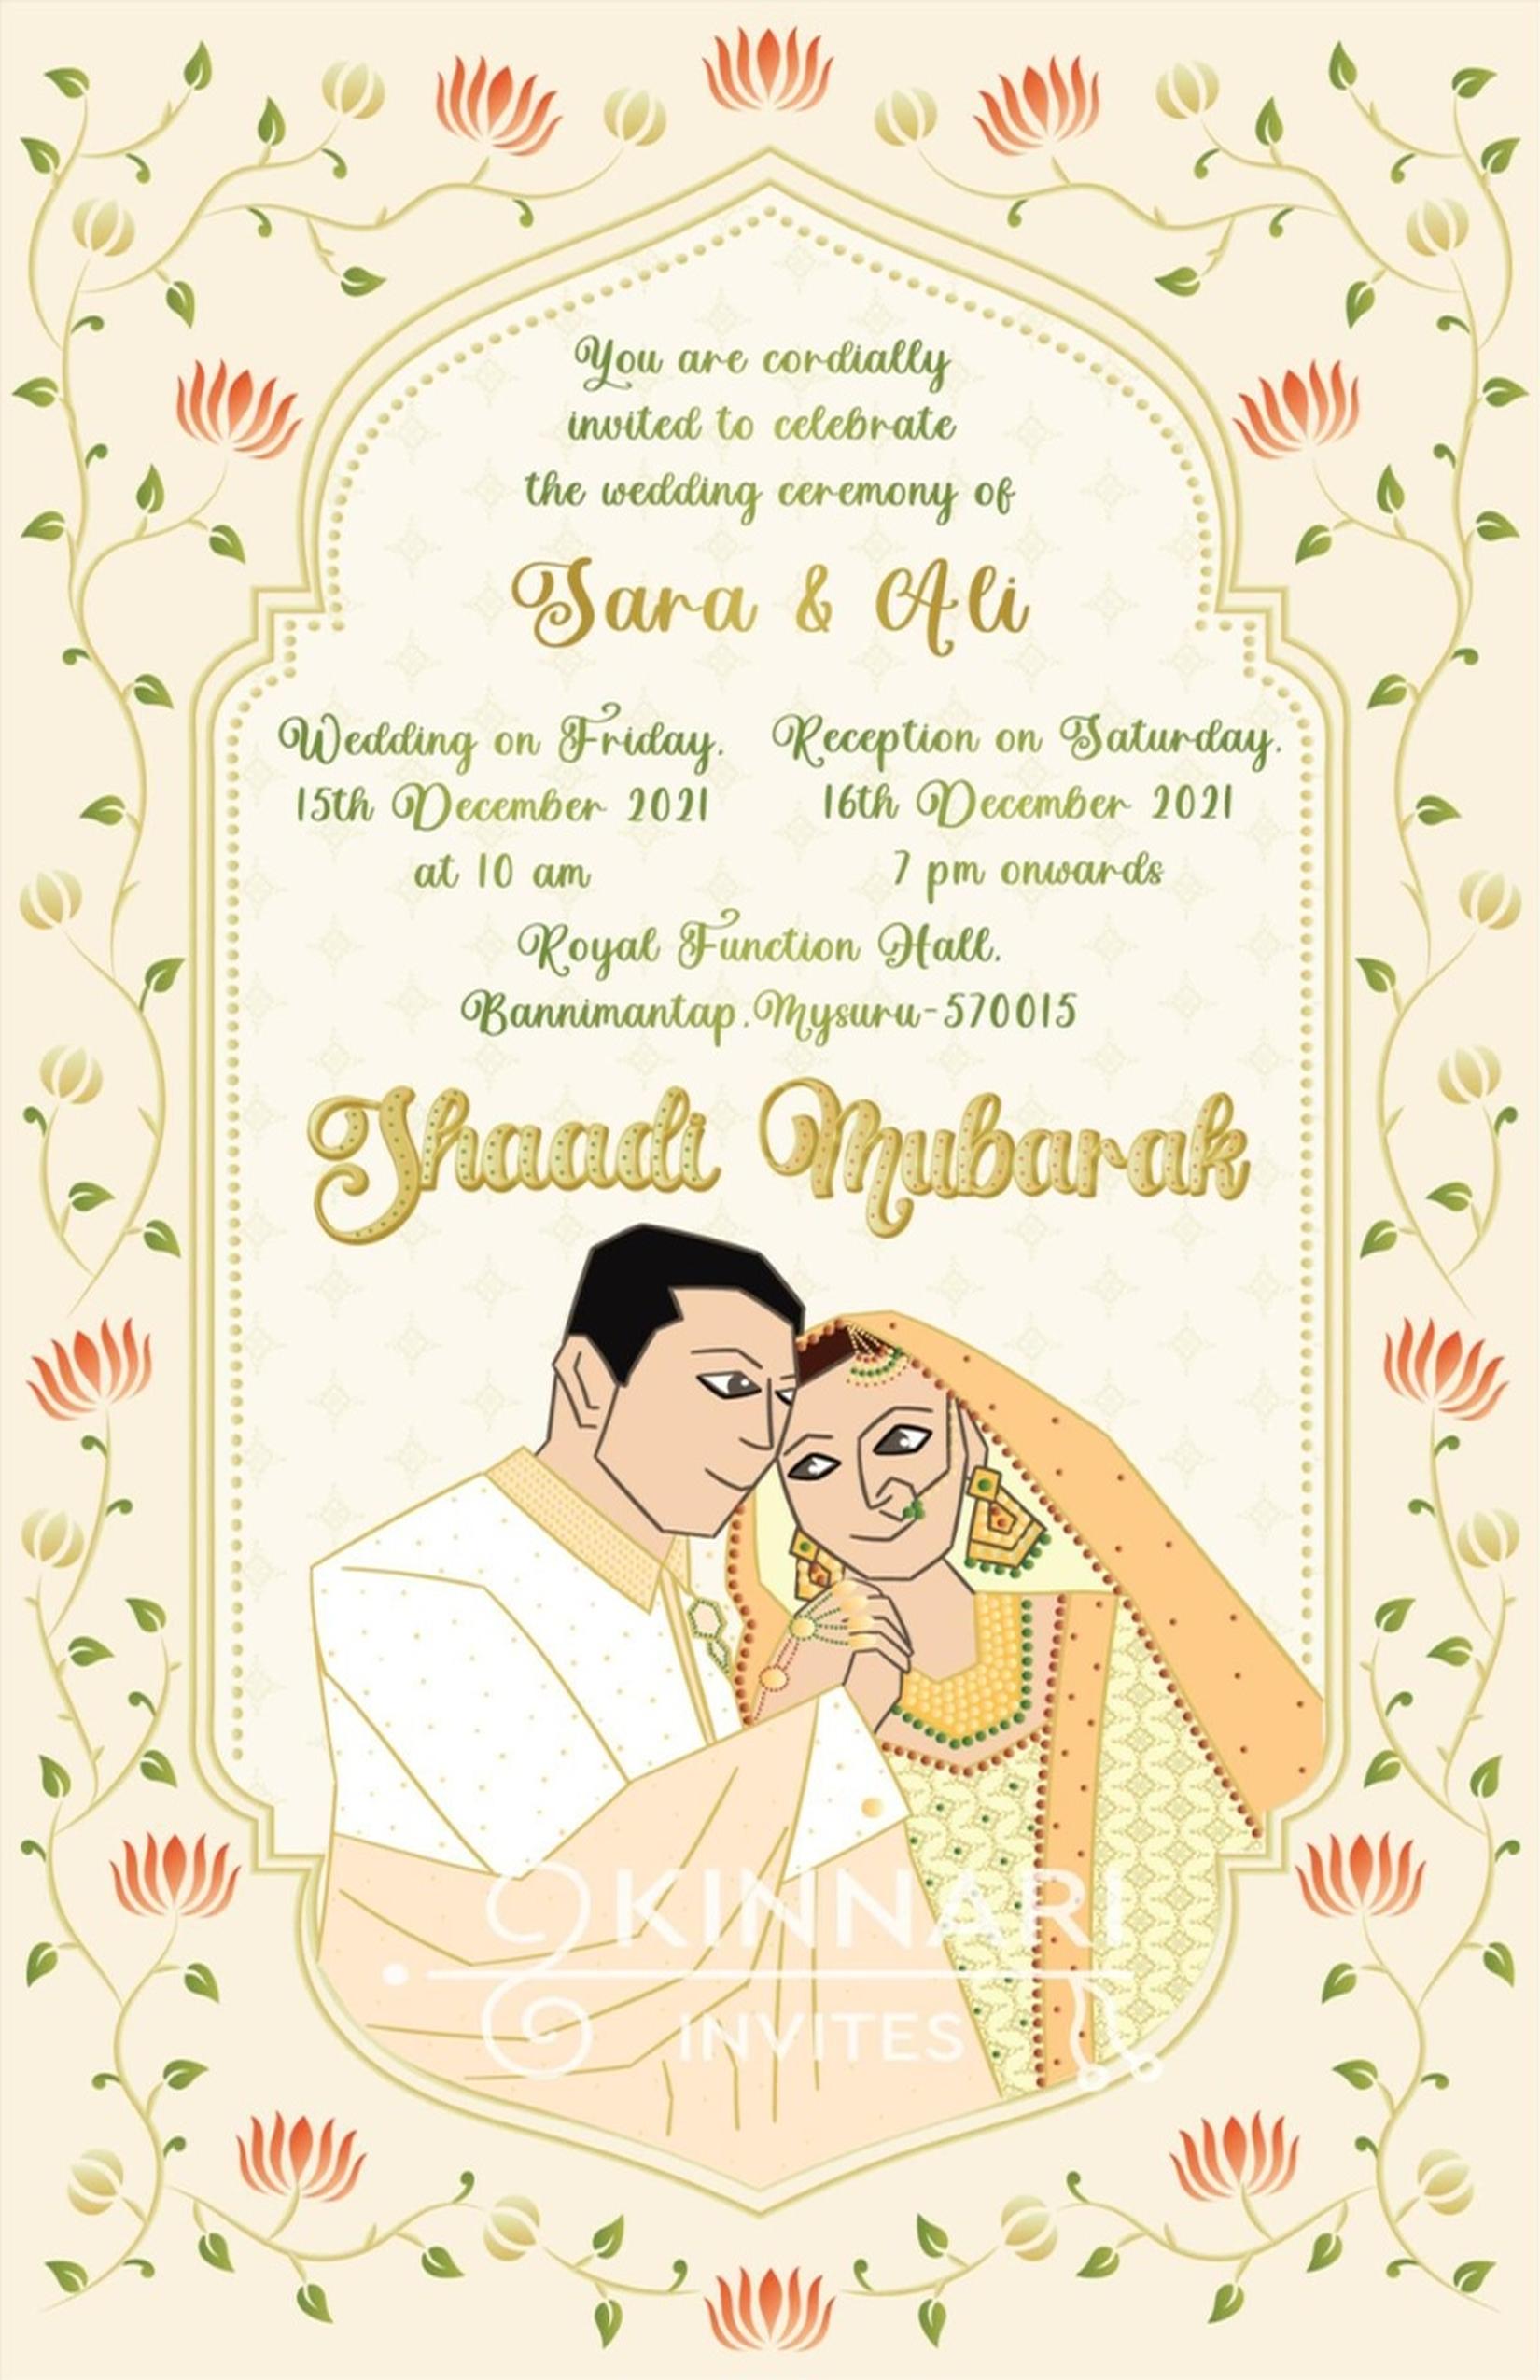 You are cordially
invited to celebrate
the wedding ceremony of
Sara & Ali
Wedding on Friday,
15th December 2021
at 10 am
Reception on Saturday,
16th December 2021
7 pm onwards
Royal Function Hall,
Bannimantap,Mysuru-570015
Shaadi Mubarak
KINNARI
INVITES